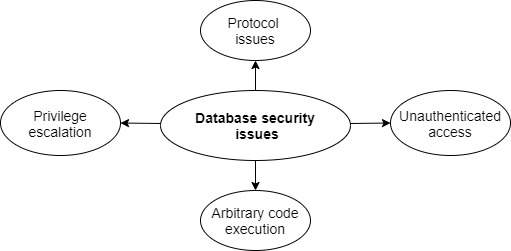 Protocol
issues
Privilege
escalation
Database security
issues
Unauthenticated
access
Arbitrary code
execution